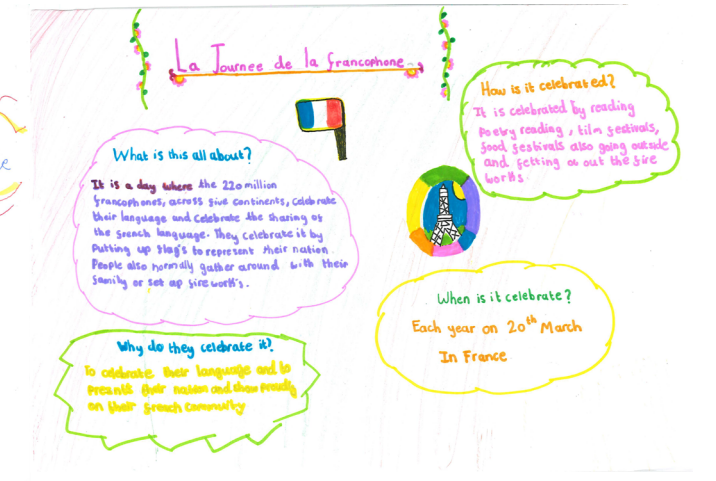 La Journee de la francophone
How is it celebrated?
It is celebrated by reading
Poetry reading, film festivals,
food festivals also going outside
and getting out the fire
works.
What is this all about?
It is a day where the 220 million
francophones, across five continents, celebrate
their language and celebrate the sharing of
the french language. They celebrate it by
Putting up flag's to represent their nation.
People also normally gather around with their
family or set ap fire work's.
When is it celebrate?
Each year on 20th March
In France
Why do they celebrate it?
To celebrate their language and to
their nation and show proudly
on their french